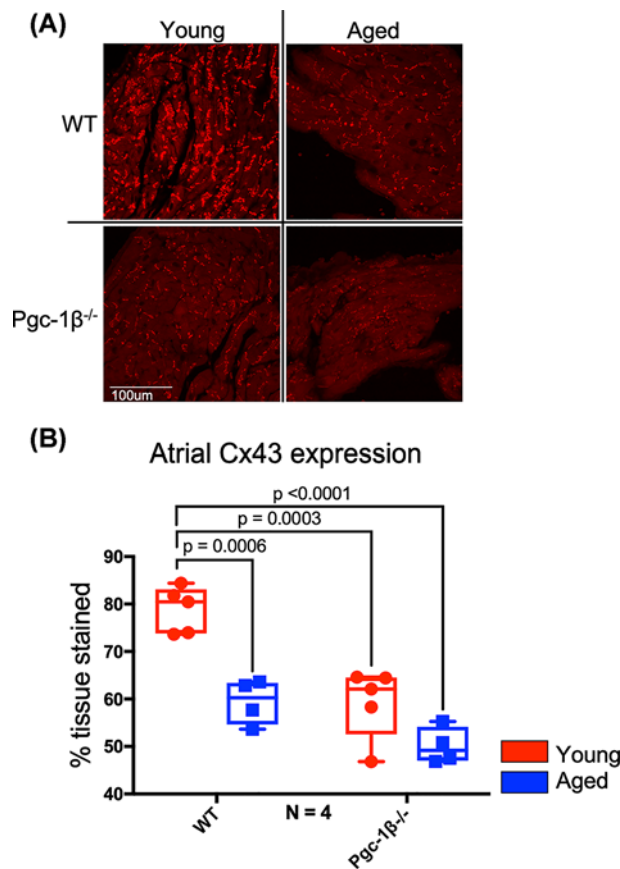 (A)
Young
Aged
WT
Pgc-1β-/-
100um
(B)
Atrial Cx43 expression
p <0.0001
p = 0.0003
p = 0.0006
90
80
70
60
50
40
% tissue stained
Young
Aged
WT
N = 4
Pgc-1β-/-